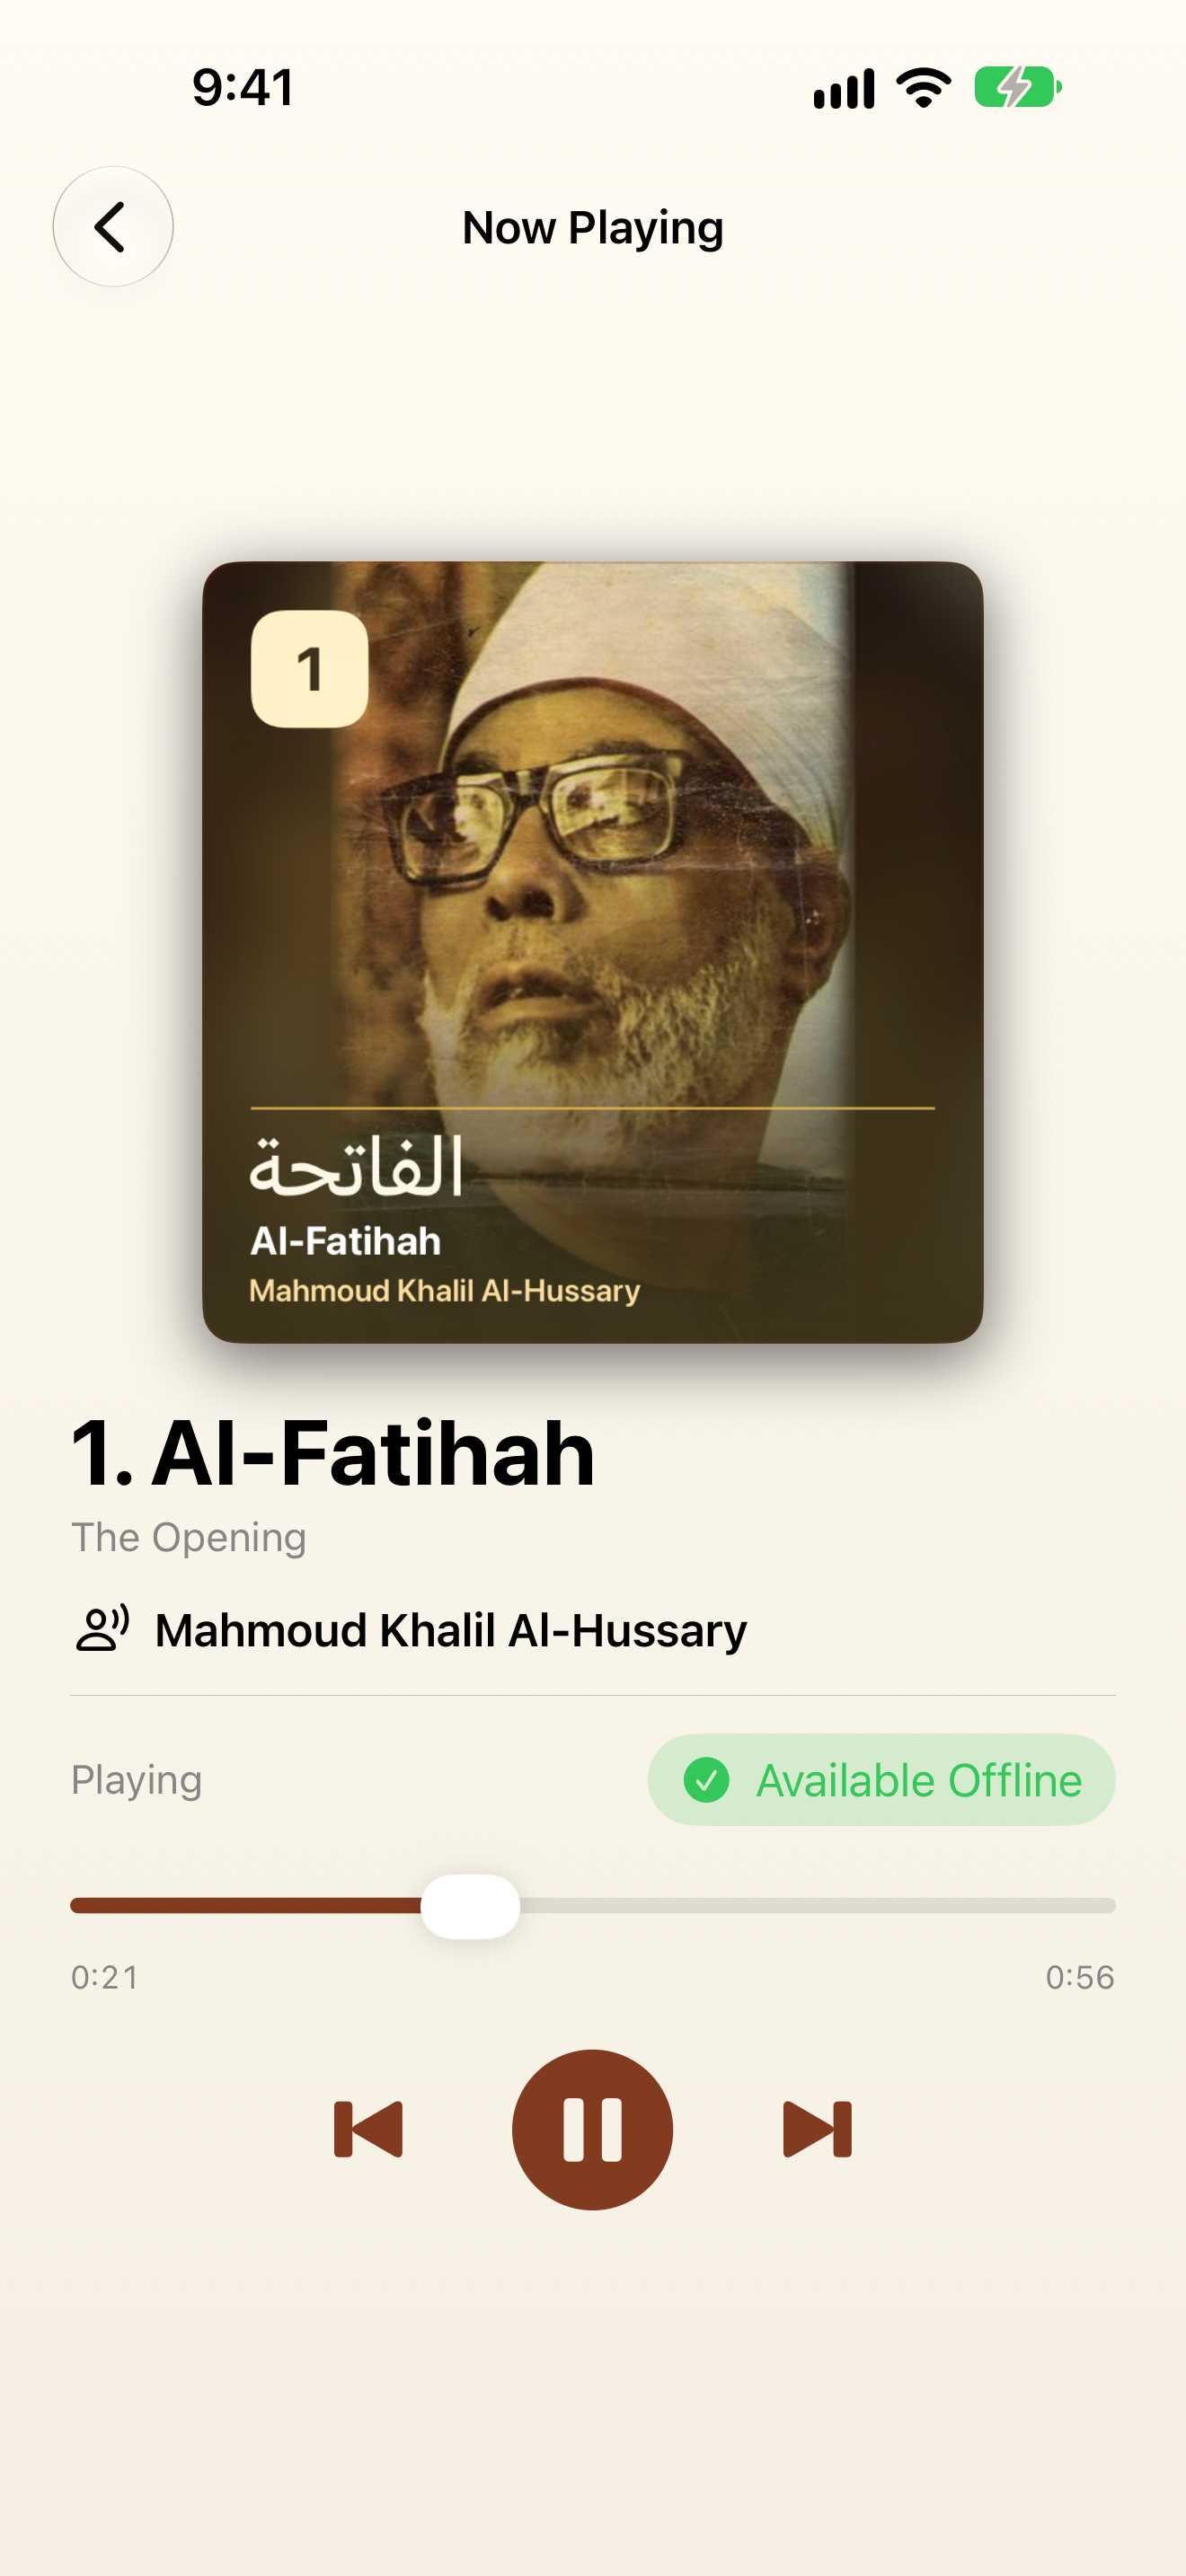 9:41
Now Playing
1
الفاتحة
Al-Fatihah
Mahmoud Khalil Al-Hussary
1. Al-Fatihah
The Opening
Mahmoud Khalil Al-Hussary
Playing
Available Offline
0:21
0:56